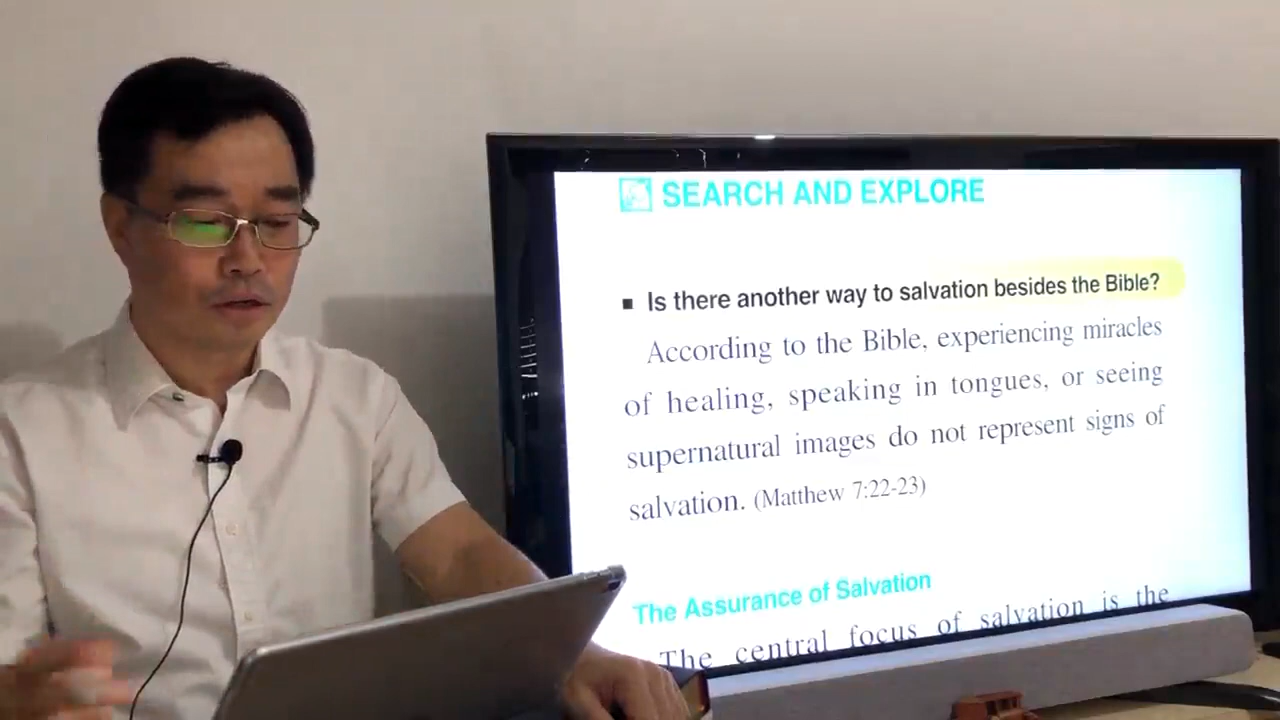 SEARCH AND EXPLORE
■ Is there another way to salvation besides the Bible?
According to the Bible, experiencing miracles
of healing, speaking in tongues, or seeing
supernatural images do not represent signs of
salvation. (Matthew 7:22-23)
The Assurance of Salvation
The central focus of salvation is the